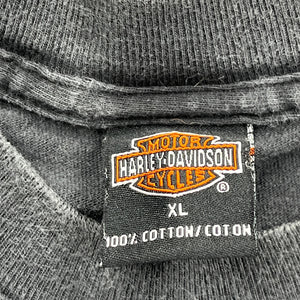 MOTOR
HARLEY-DAVIDSON
CYCLES
®
XL
100% COTTON/COTON